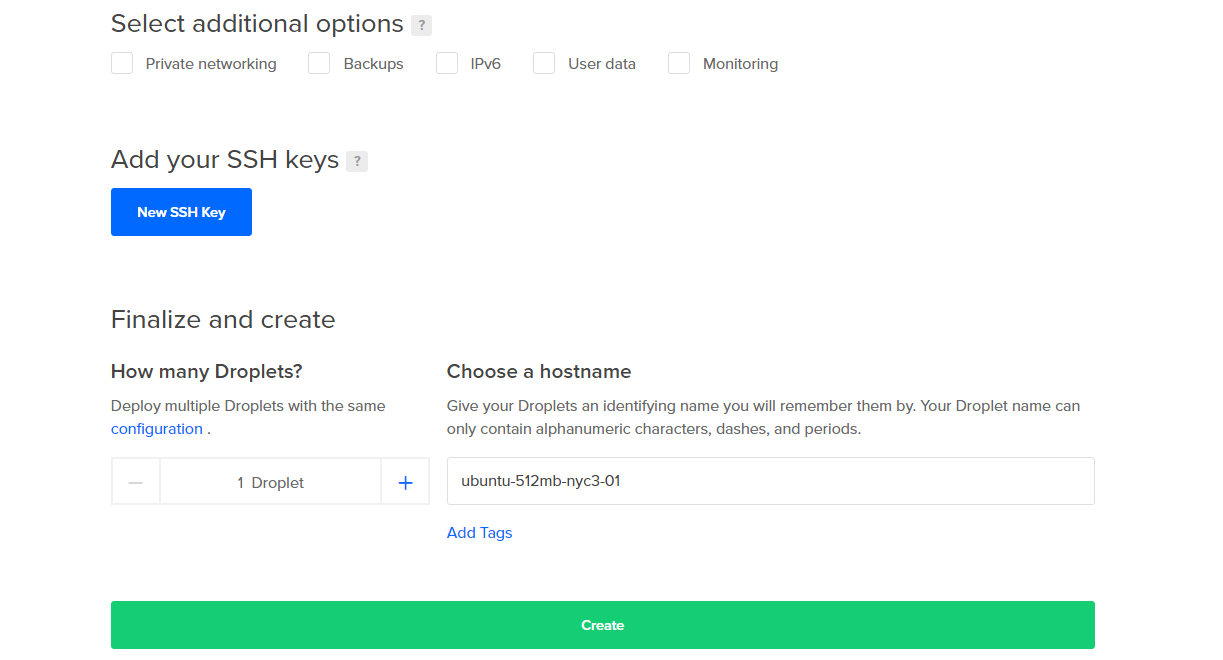 Select additional options ?
Private networking Backups IPv6 User data Monitoring
Add your SSH keys ?
New SSH Key
Finalize and create
How many Droplets?
Deploy multiple Droplets with the same
configuration .
1 Droplet
Choose a hostname
Give your Droplets an identifying name you will remember them by. Your Droplet name can
only contain alphanumeric characters, dashes, and periods.
ubuntu-512mb-nyc3-01
Add Tags
Create